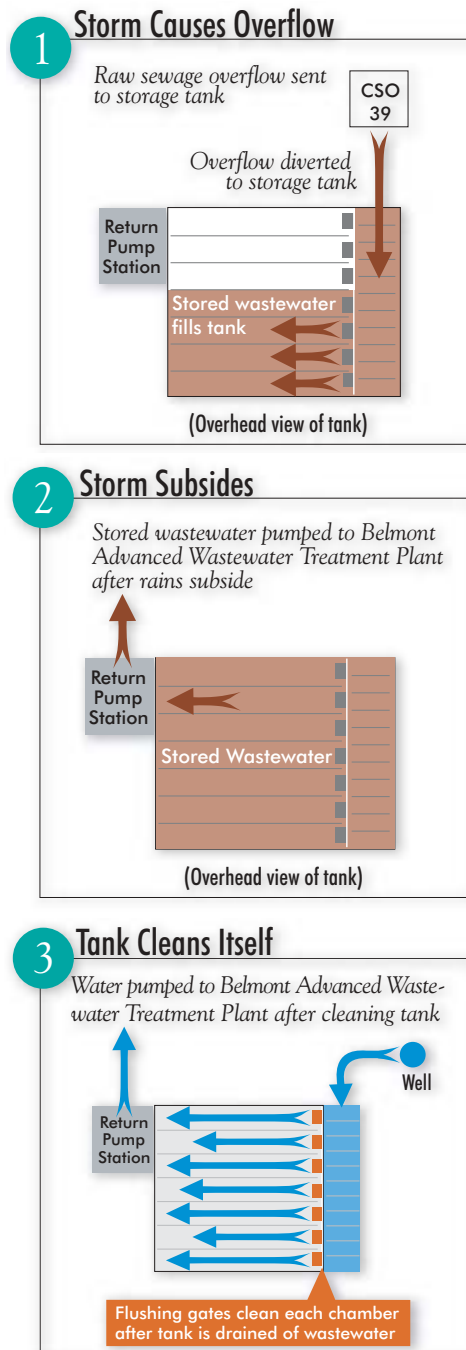 1
Storm Causes Overflow
Raw sewage overflow sent
to storage tank
CSO
39
Overflow diverted
to storage tank
Return
Pump
Station
Stored wastewater
fills tank
(Overhead view of tank)
2
Storm Subsides
Stored wastewater pumped to Belmont
Advanced Wastewater Treatment Plant
after rains subside
Return
Pump
Station
Stored Wastewater
(Overhead view of tank)
3
Tank Cleans Itself
Water pumped to Belmont Advanced Waste-
water Treatment Plant after cleaning tank
Well
Return
Pump
Station
Flushing gates clean each chamber
after tank is drained of wastewater